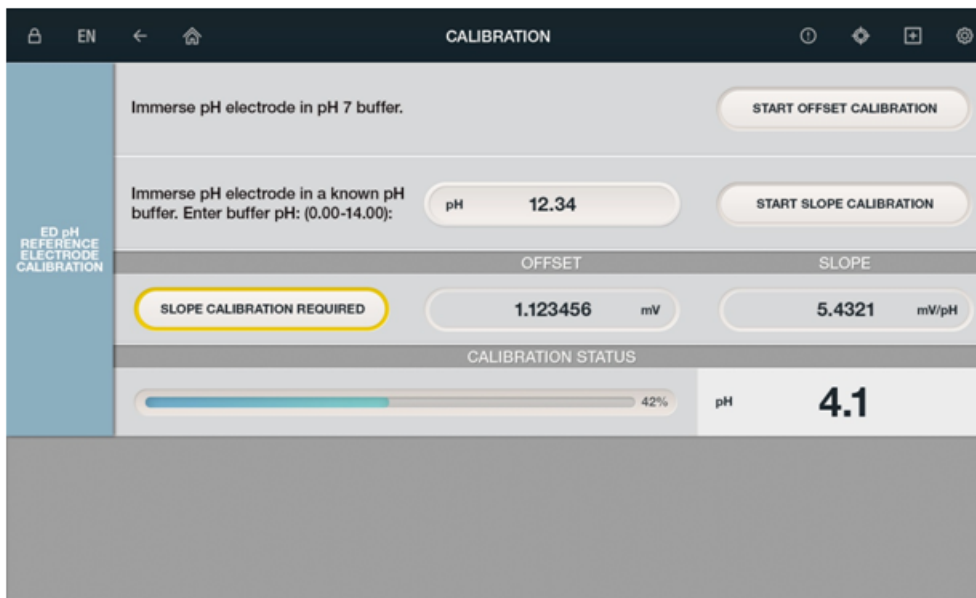 EN
CALIBRATION
Immerse pH electrode in pH 7 buffer.
START OFFSET CALIBRATION
Immerse pH electrode in a known pH
buffer. Enter buffer pH: (0.00-14.00):
pH 12.34
START SLOPE CALIBRATION
ED pH
REFERENCE
ELECTRODE
CALIBRATION
OFFSET
SLOPE
SLOPE CALIBRATION REQUIRED
1.123456 mV
5.4321 mV/pH
CALIBRATION STATUS
42%
pH 4.1